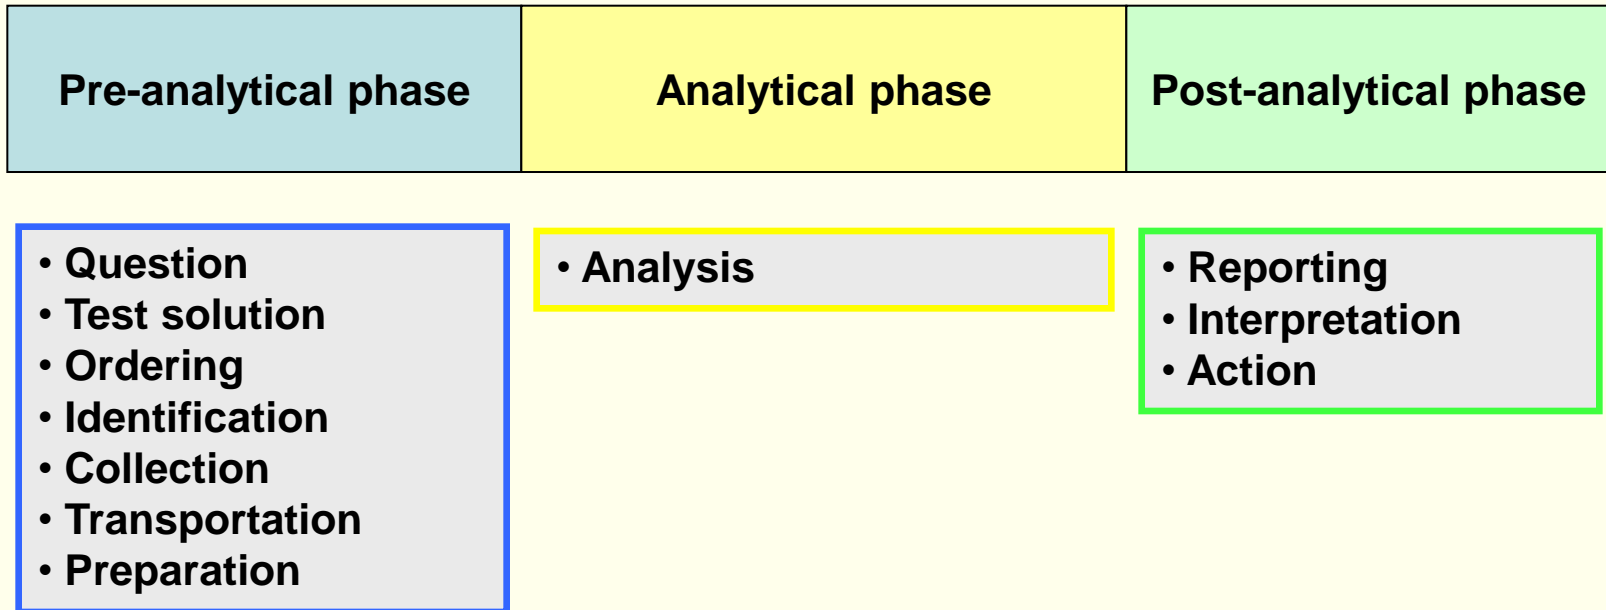 Pre-analytical phase
Analytical phase
Post-analytical phase
• Question
• Test solution
• Ordering
• Identification
• Collection
• Transportation
• Preparation
• Analysis
• Reporting
• Interpretation
• Action